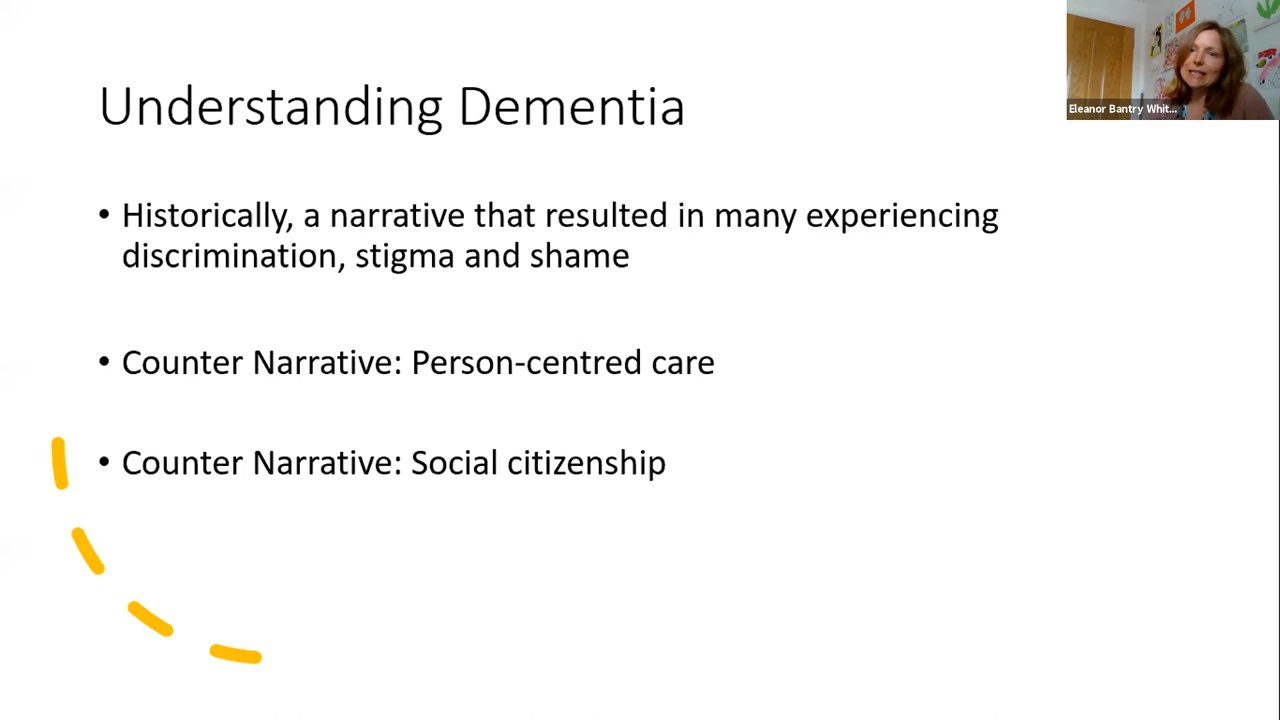 Understanding Dementia
• Historically, a narrative that resulted in many experiencing
discrimination, stigma and shame
• Counter Narrative: Person-centred care
• Counter Narrative: Social citizenship
Eleanor Bantry Whit...